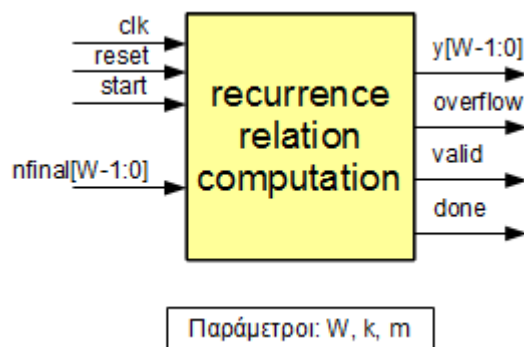 clk
reset
start
nfinal[W-1:0]
recurrence
relation
computation
y[W-1:0]
overflow
valid
done
Παράμετροι: W, k, m